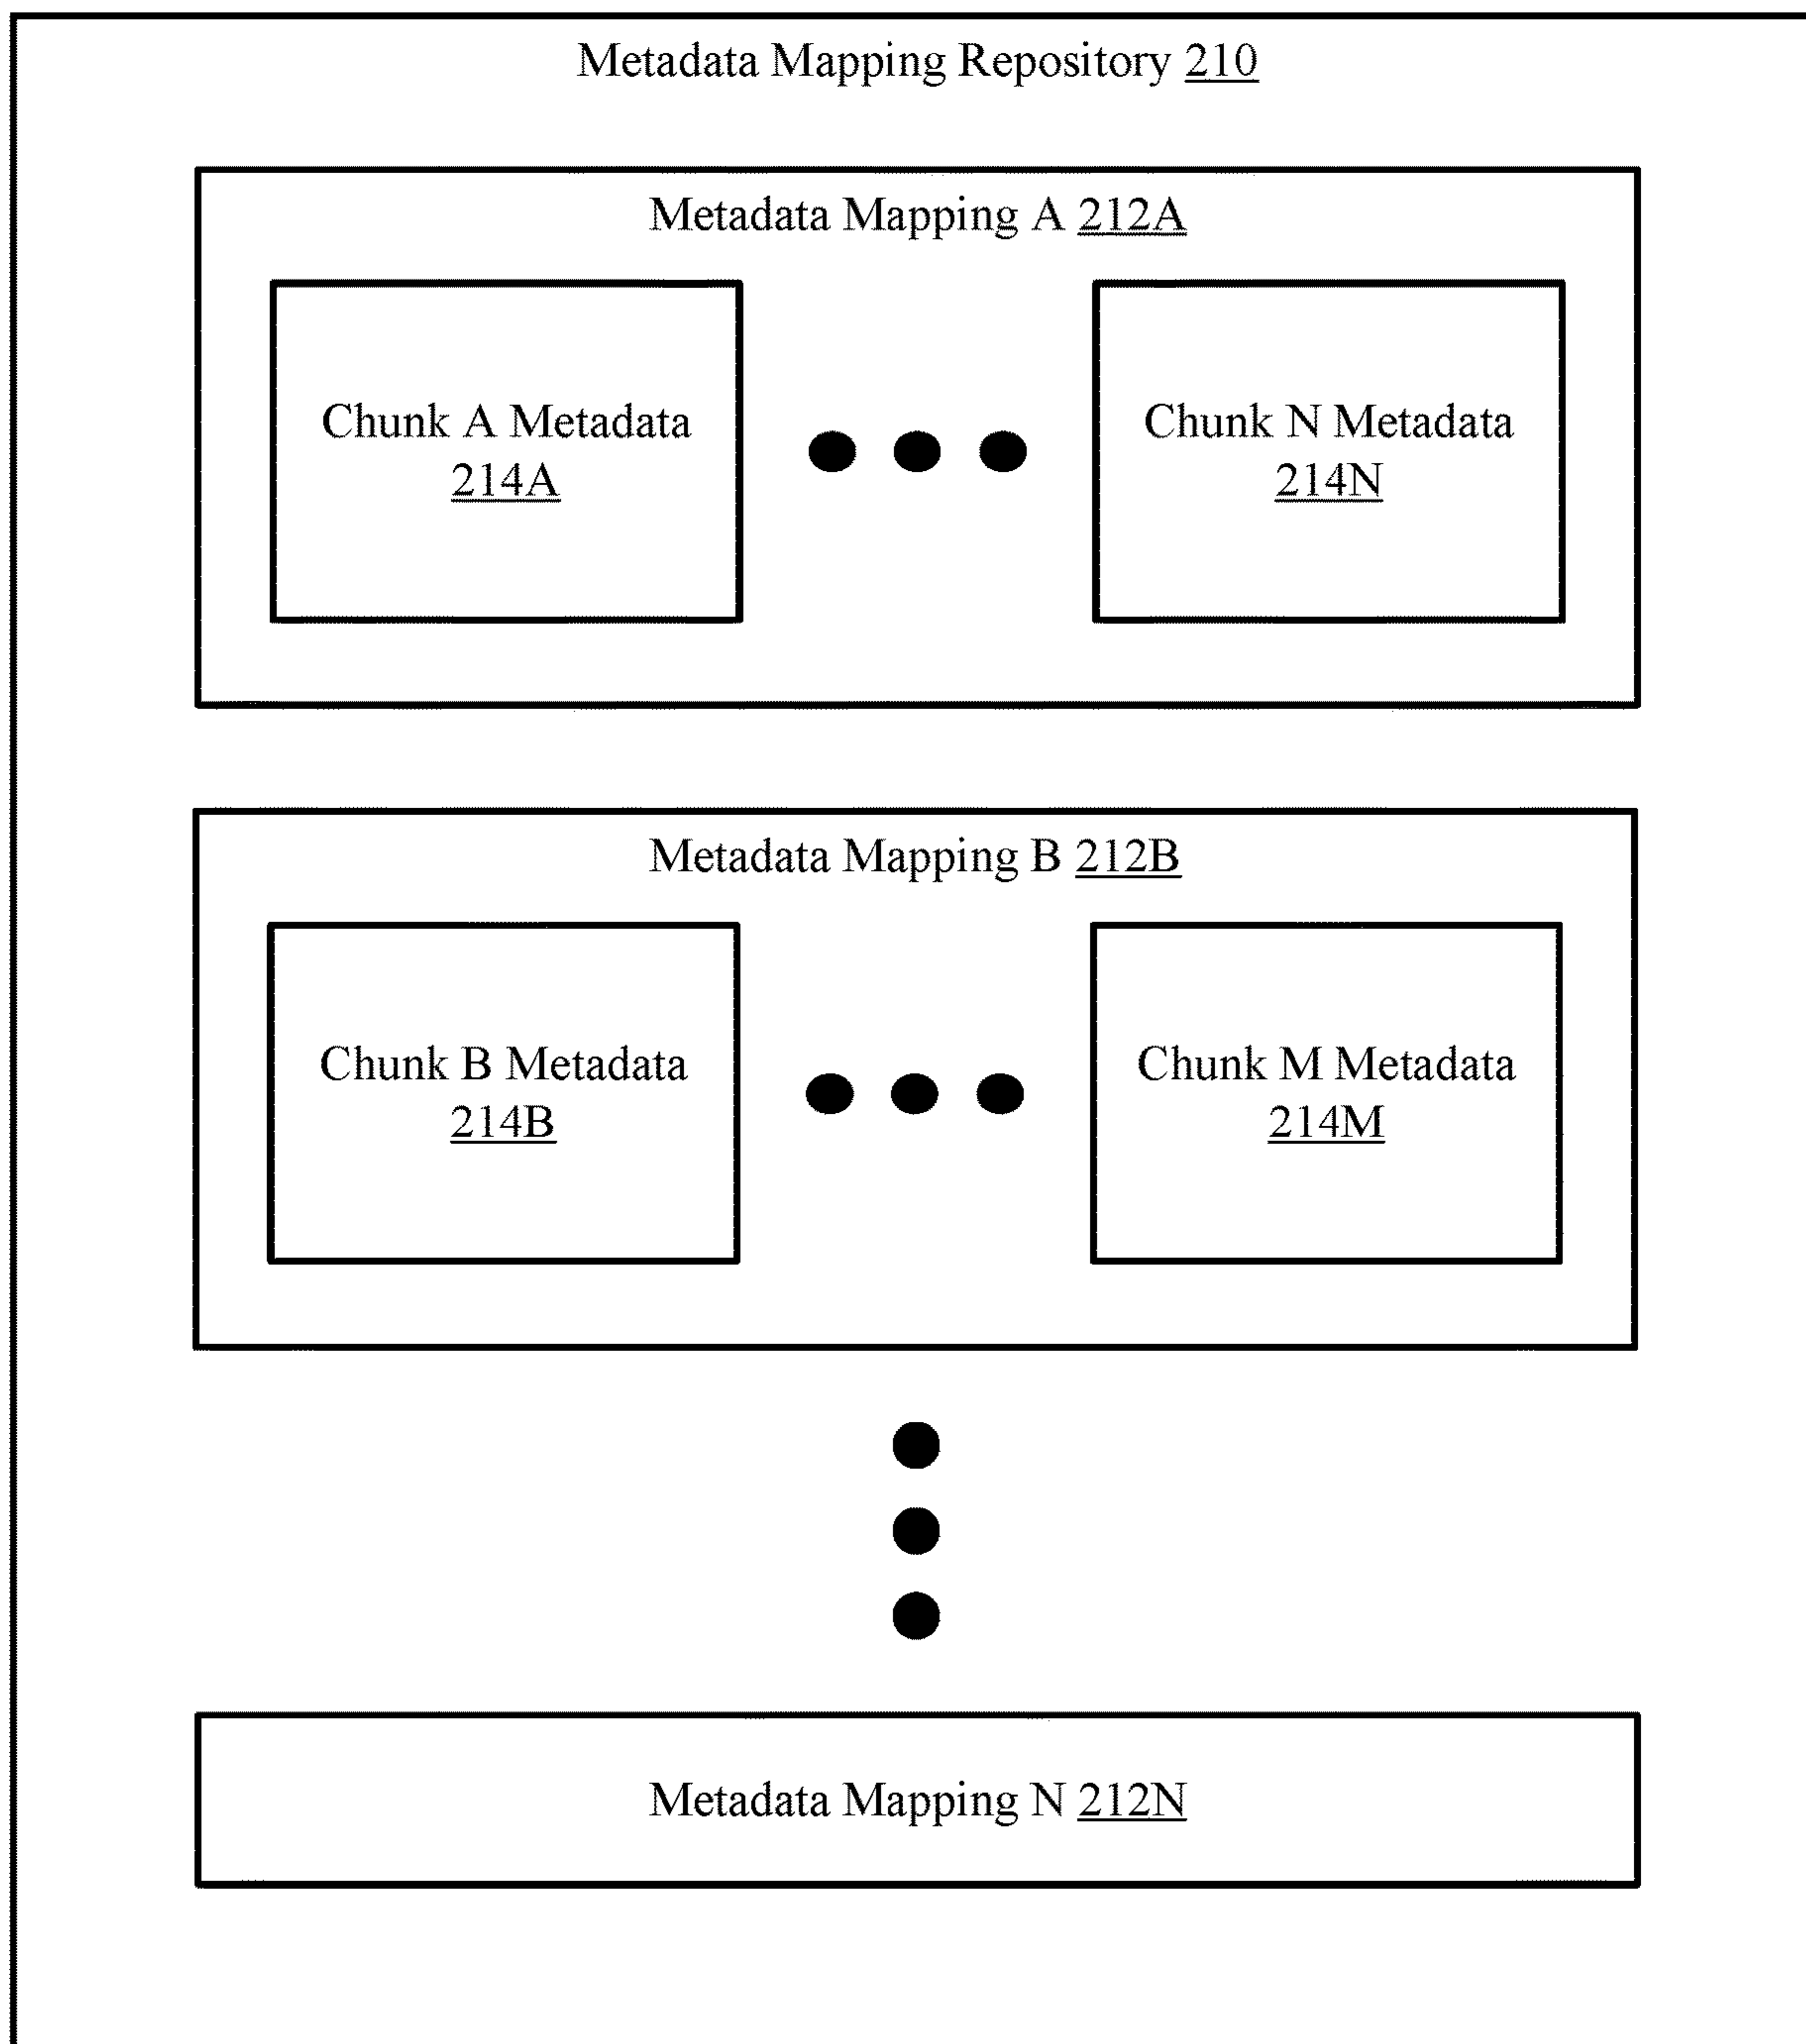 Metadata Mapping Repository 210
Metadata Mapping A 212A
Chunk A Metadata
214A
Chunk N Metadata
214N
Metadata Mapping B 212B
Chunk B Metadata
214B
Chunk M Metadata
214M
Metadata Mapping N 212N